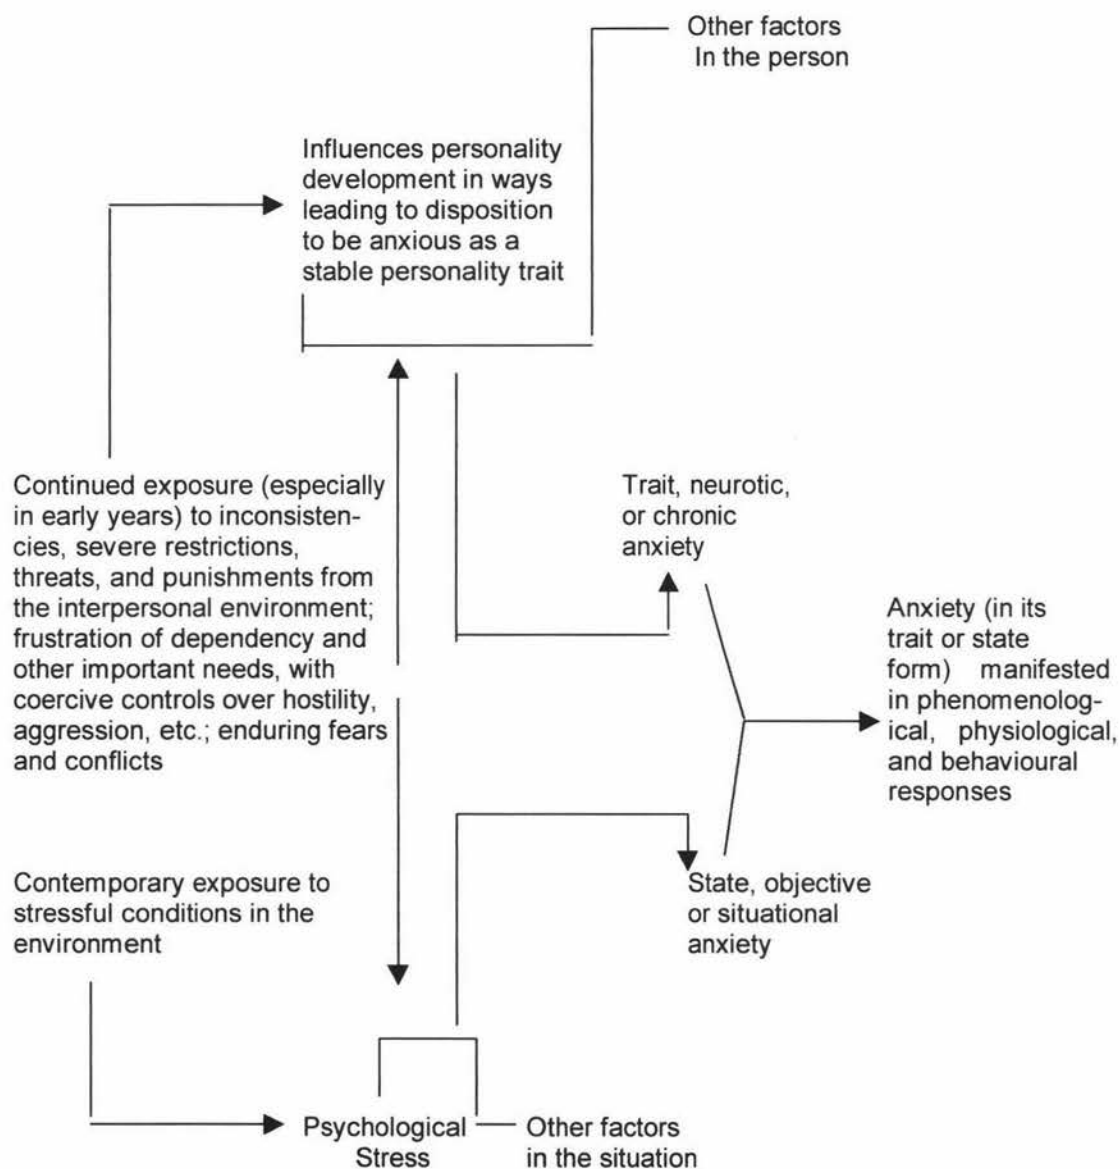 Other factors
In the person
Influences personality
development in ways
leading to disposition
to be anxious as a
stable personality trait
Continued exposure (especially
in early years) to inconsisten-
cies, severe restrictions,
threats, and punishments from
the interpersonal environment;
frustration of dependency and
other important needs, with
coercive controls over hostility,
aggression, etc.; enduring fears
and conflicts
Trait, neurotic,
or chronic
anxiety
Anxiety (in its
trait or state
form) manifested
in phenomenolog-
ical, physiological,
and behavioural
responses
Contemporary exposure to
stressful conditions in the
environment
State, objective
or situational
anxiety
Psychological
Stress
Other factors
in the situation